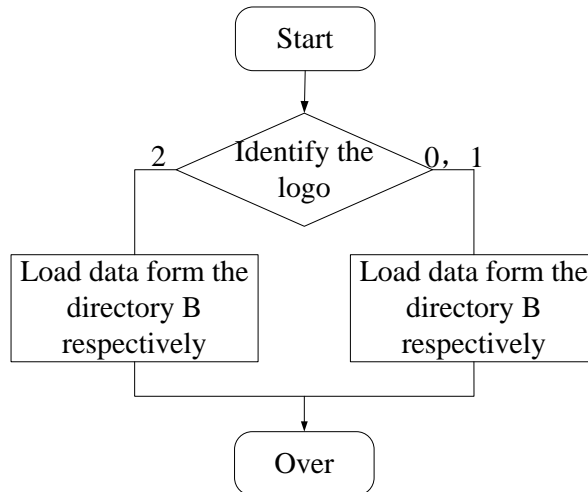 Start
2
Identify the
logo
0，1
Load data form the
directory B
respectively
Load data form the
directory B
respectively
Over